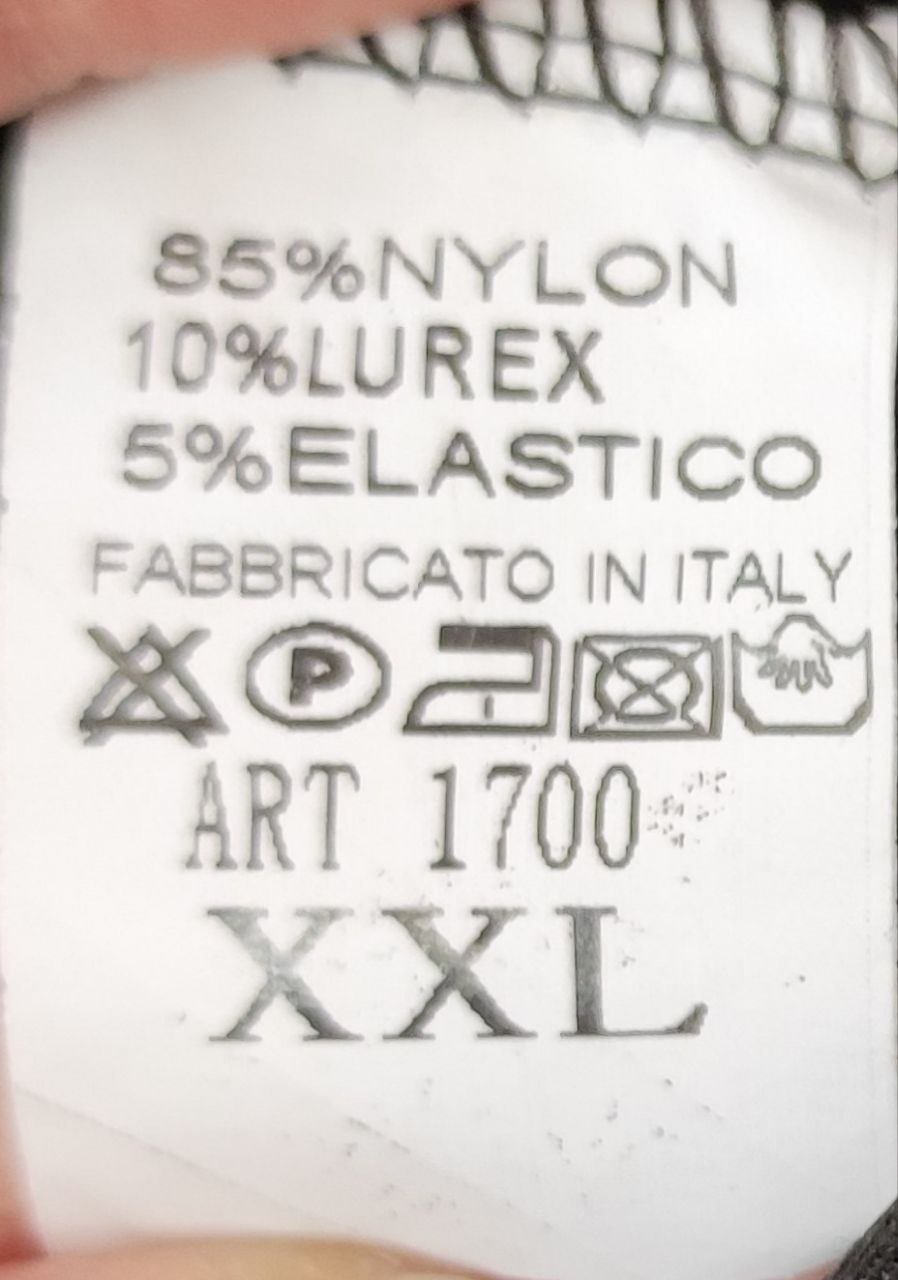 85%NYLON
10%LUREX
5%ELASTICO
FABBRICATO IN ITALY
P
ART 1700
XXL